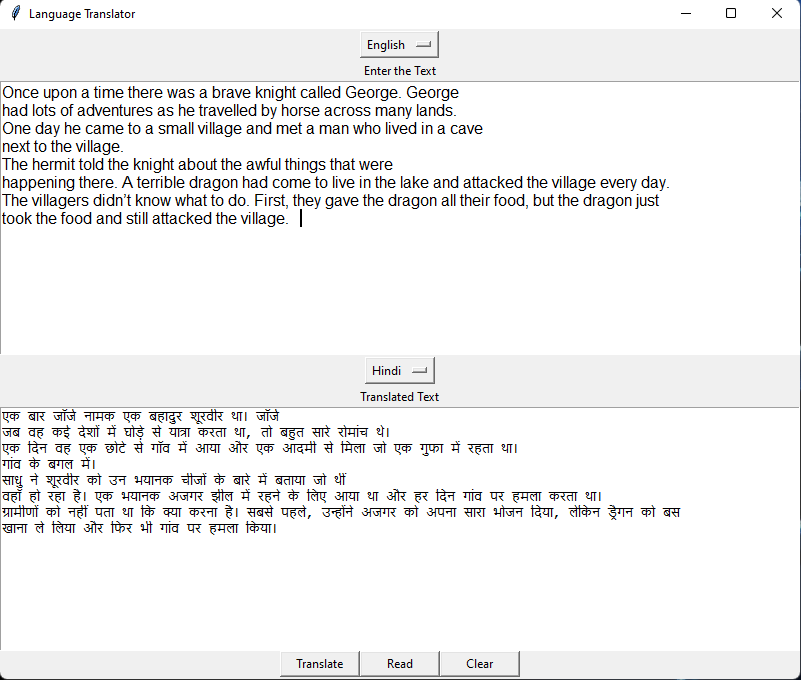 Language Translator
English
Enter the Text
Once upon a time there was a brave knight called George. George
had lots of adventures as he travelled by horse across many lands.
One day he came to a small village and met a man who lived in a cave
next to the village.
The hermit told the knight about the awful things that were
happening there. A terrible dragon had come to live in the lake and attacked the village every day.
The villagers didn’t know what to do. First, they gave the dragon all their food, but the dragon just
took the food and still attacked the village.
Hindi
Translated Text
एक बार जॉर्ज नामक एक बहादुर शूरवीर था। जॉर्ज
जब वह कई देशों में घोड़े से यात्रा करता था, तो बहुत सारे रोमांच थे।
एक दिन वह एक छोटे से गाँव में आया और एक आदमी से मिला जो एक गुफा में रहता था।
गांव के बगल में।
साधु ने शूरवीर को उन भयानक चीजों के बारे में बताया जो थीं
वहाँ हो रहा है। एक भयानक अजगर झील में रहने के लिए आया था और हर दिन गांव पर हमला करता था।
ग्रामीणों को नहीं पता था कि क्या करना है। सबसे पहले, उन्होंने अजगर को अपना सारा भोजन दिया, लेकिन ड्रैगन को बस
खाना ले लिया और फिर भी गांव पर हमला किया।
Translate Read Clear